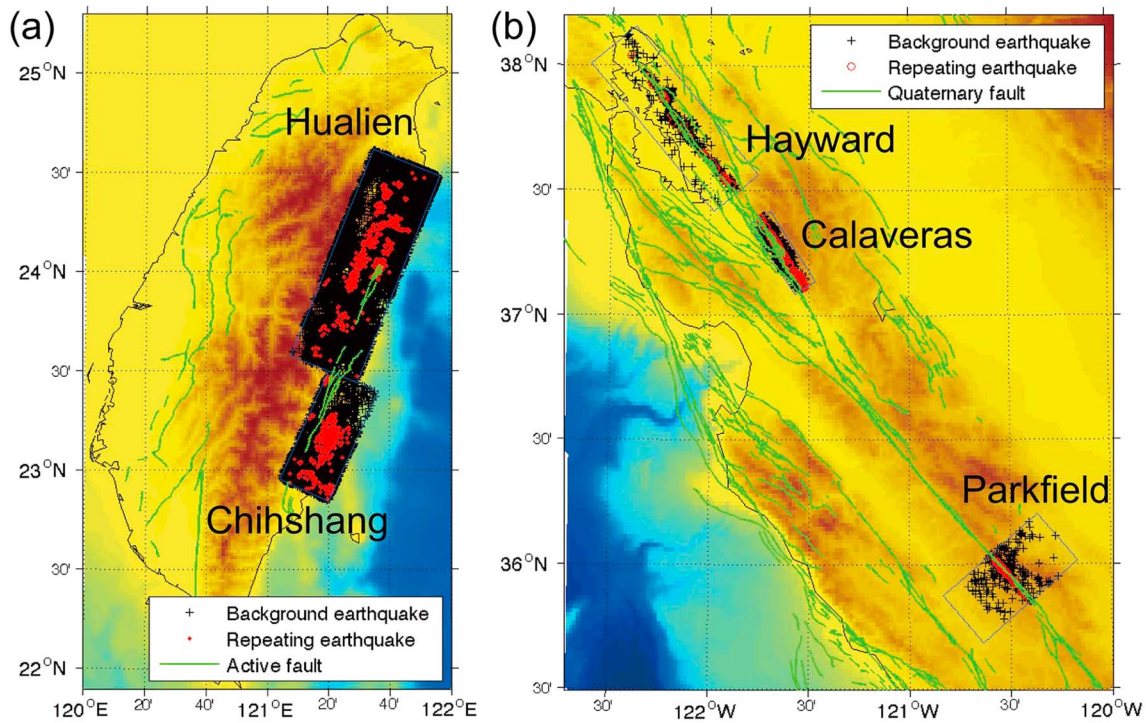 (a)
25°N
30'
24°N
30'
23°N
30'
22°N
120°E
20'
40'
121°E
20'
40'
122°E
Hualien
Chihshang
Background earthquake
Repeating earthquake
Active fault
(b)
38°N
30'
37°N
30'
36°N
30'
30'
122°W
30'
121°W
30'
120°W
Background earthquake
Repeating earthquake
Quaternary fault
Hayward
Calaveras
Parkfield